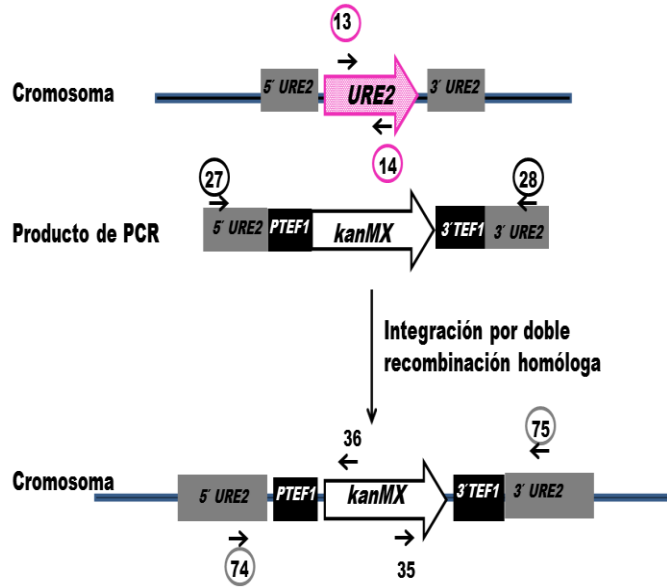 13
Cromosoma
5´ URE2
URE2
3´ URE2
14
27
28
Producto de PCR
5´ URE2
PTEF1
kanMX
3´TEF1
3´ URE2
Integración por doble
recombinación homóloga
36
75
Cromosoma
5´ URE2
PTEF1
kanMX
3´TEF1
3´ URE2
74
35